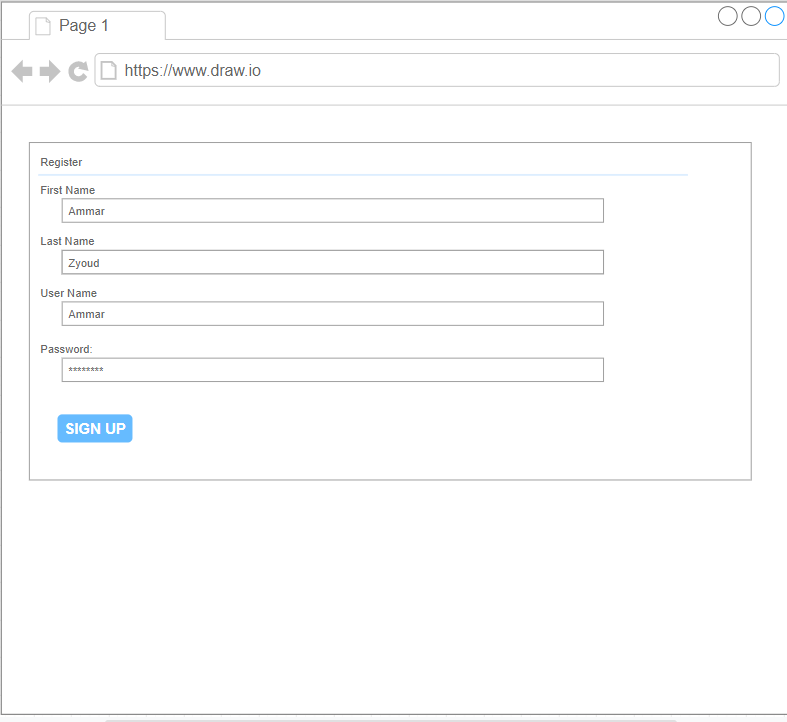 Page 1
https://www.draw.io
Register
First Name
Ammar
Last Name
Zyoud
User Name
Ammar
Password:
********
SIGN UP